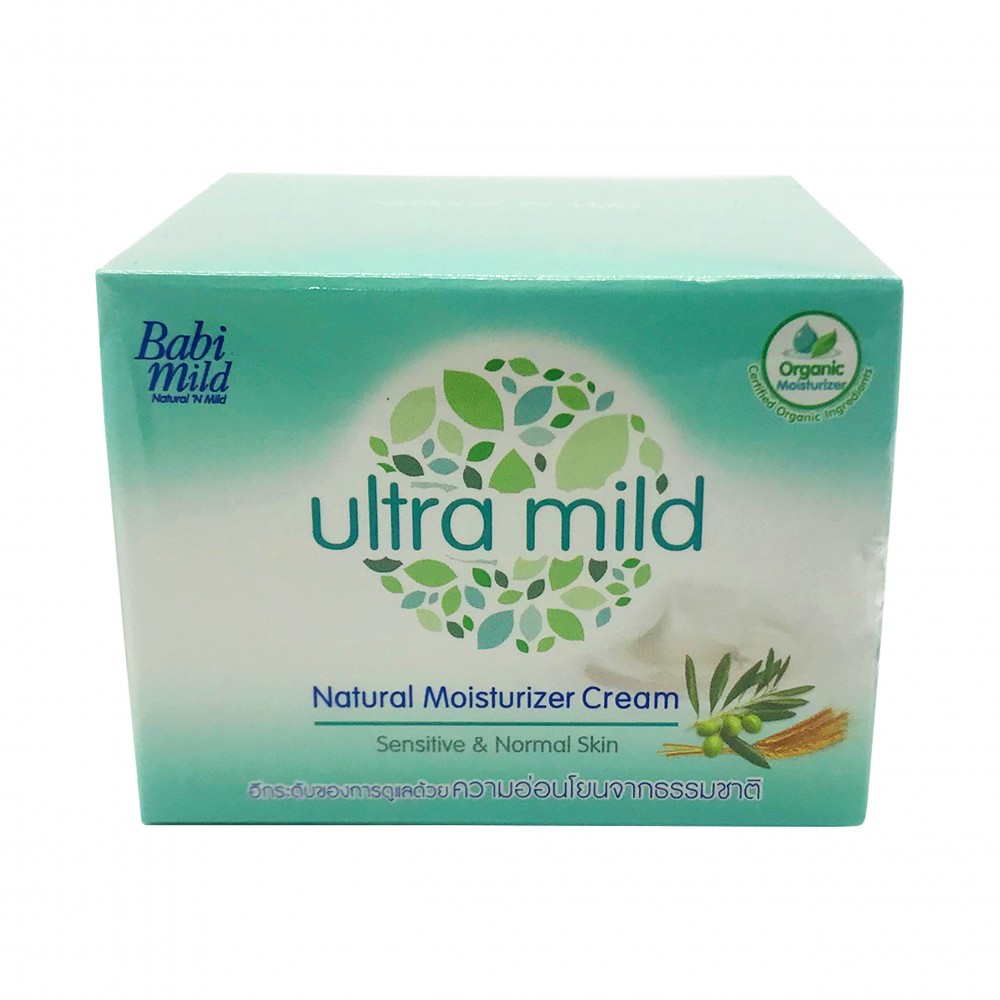 Babi
Mild
Natural 'N Mild
Organic
Moisturizer
Certified Organic Ingredients
ultra mild
Natural Moisturizer Cream
Sensitive & Normal Skin
อีกระดับของการดูแลด้วย ความอ่อนโยนจากธรรมชาติ